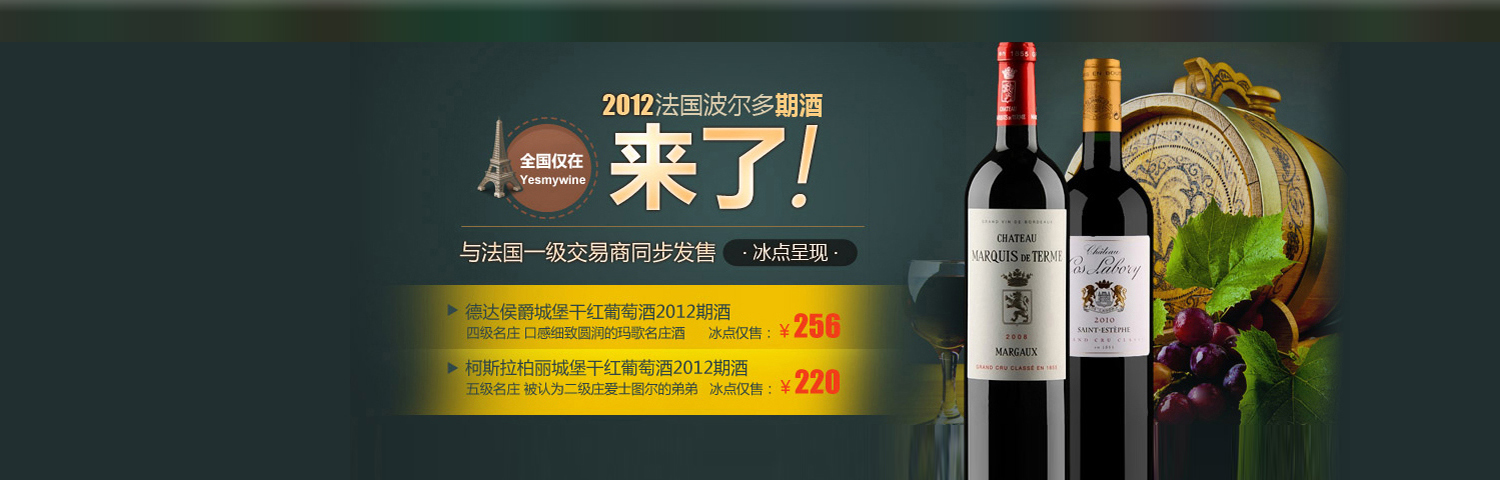 2012法国波尔多期酒
全国仅在
Yesmywine
来了!
与法国一级交易商同步发售 · 冰点呈现 ·
德达侯爵城堡干红葡萄酒2012期酒
四级名庄 口感细致圆润的玛歌名庄酒 冰点仅售：¥256
柯斯拉柏丽城堡干红葡萄酒2012期酒
五级名庄 被认为二级庄爱士图尔的弟弟 冰点仅售：¥220
GRAND VIN DE BORDEAUX
CHATEAU
MARQUIS DE TERME
2008
MARGAUX
GRAND CRU CLASSÉ EN 1855
Château
Cos Labory
2010
SAINT-ESTÈPHE